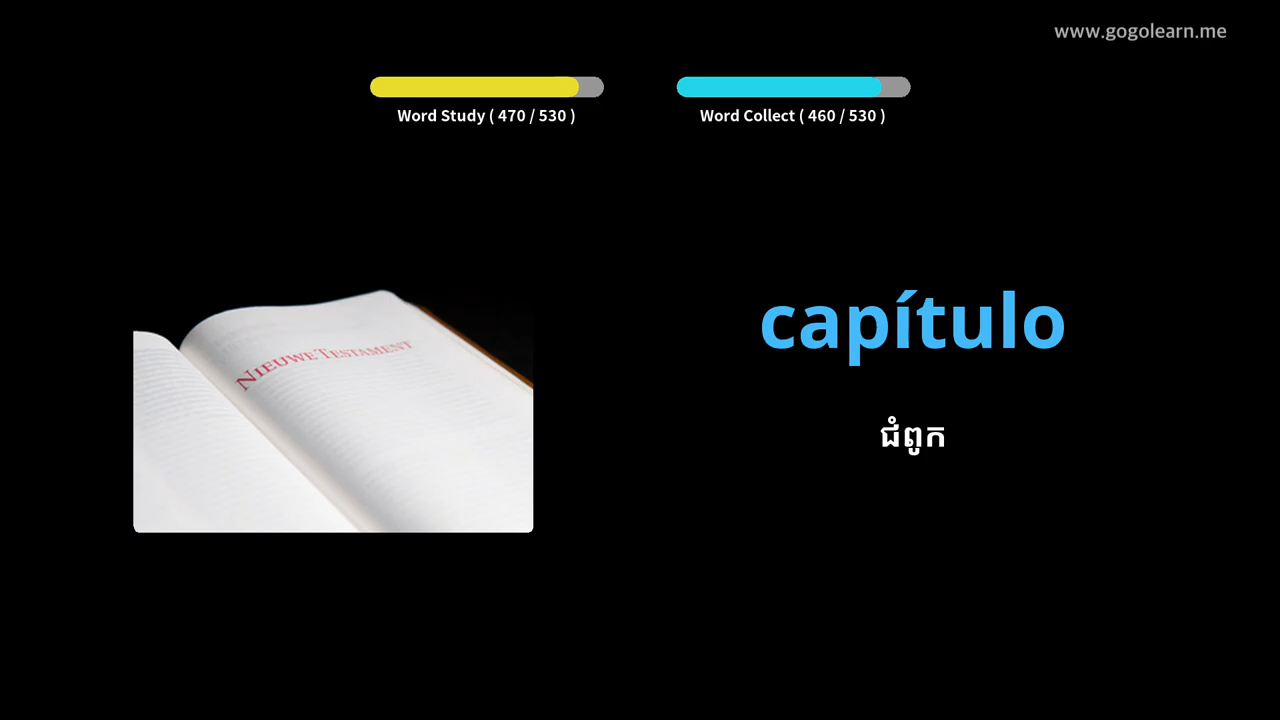 www.gogolearn.me
Word Study ( 470 / 530 )
Word Collect ( 460 / 530 )
NIEUWE TESTAMENT
capítulo
ជំពូក